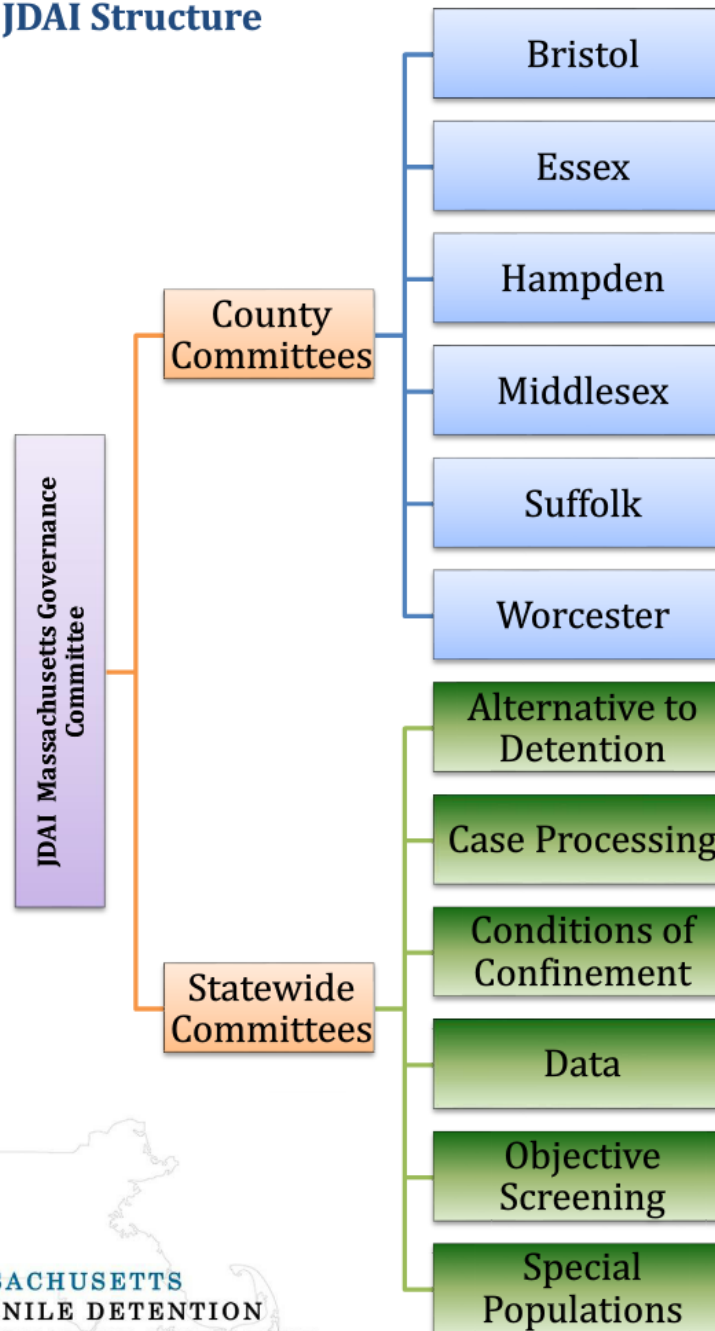 JDAI Structure
Bristol
Essex
Hampden
County
Committees
Middlesex
Suffolk
Worcester
JDAI Massachusetts Governance
Committee
Alternative to
Detention
Case Processing
Conditions of
Confinement
Statewide
Committees
Data
Objective
Screening
Special
Populations
SACHUSETTS
NILE DETENTION